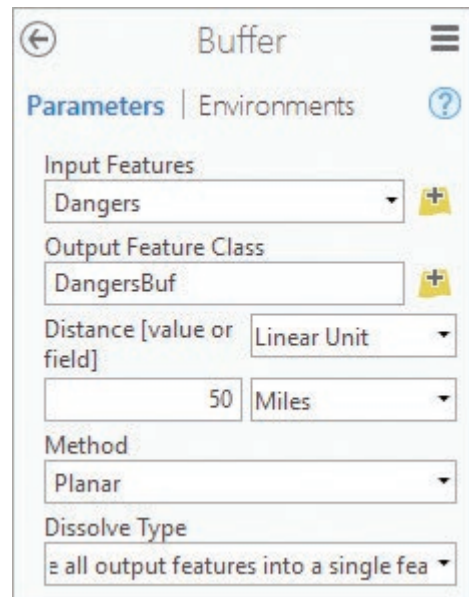 Buffer
Parameters | Environments ?
Input Features
Dangers
Output Feature Class
DangersBuf
Distance [value or Linear Unit
field]
50 Miles
Method
Planar
Dissolve Type
all output features into a single fea